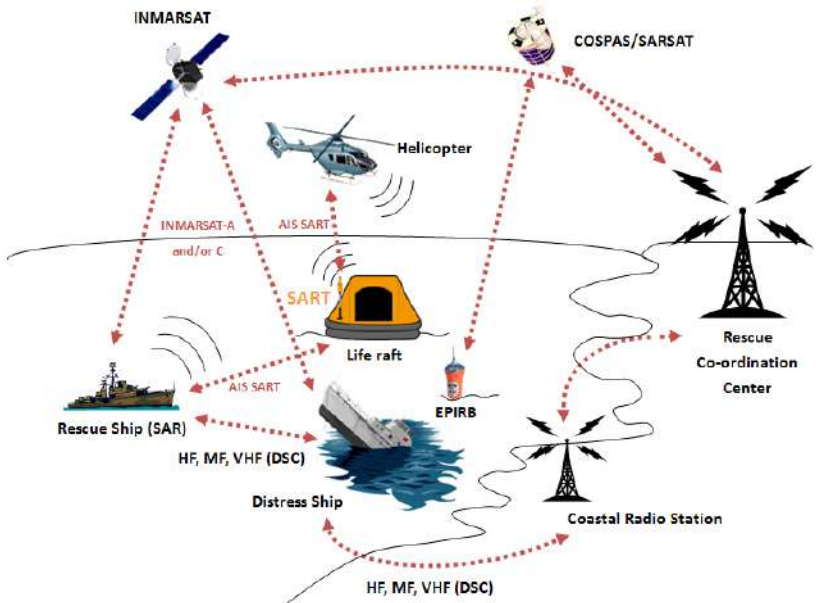 INMARSAT
COSPAS/SARSAT
Helicopter
INMARSAT-A
and/or C
AIS SART
SART
Life raft
Rescue
Co-ordination
Center
AIS SART
EPIRB
Rescue Ship (SAR)
HF, MF, VHF (DSC)
Distress Ship
Coastal Radio Station
HF, MF, VHF (DSC)